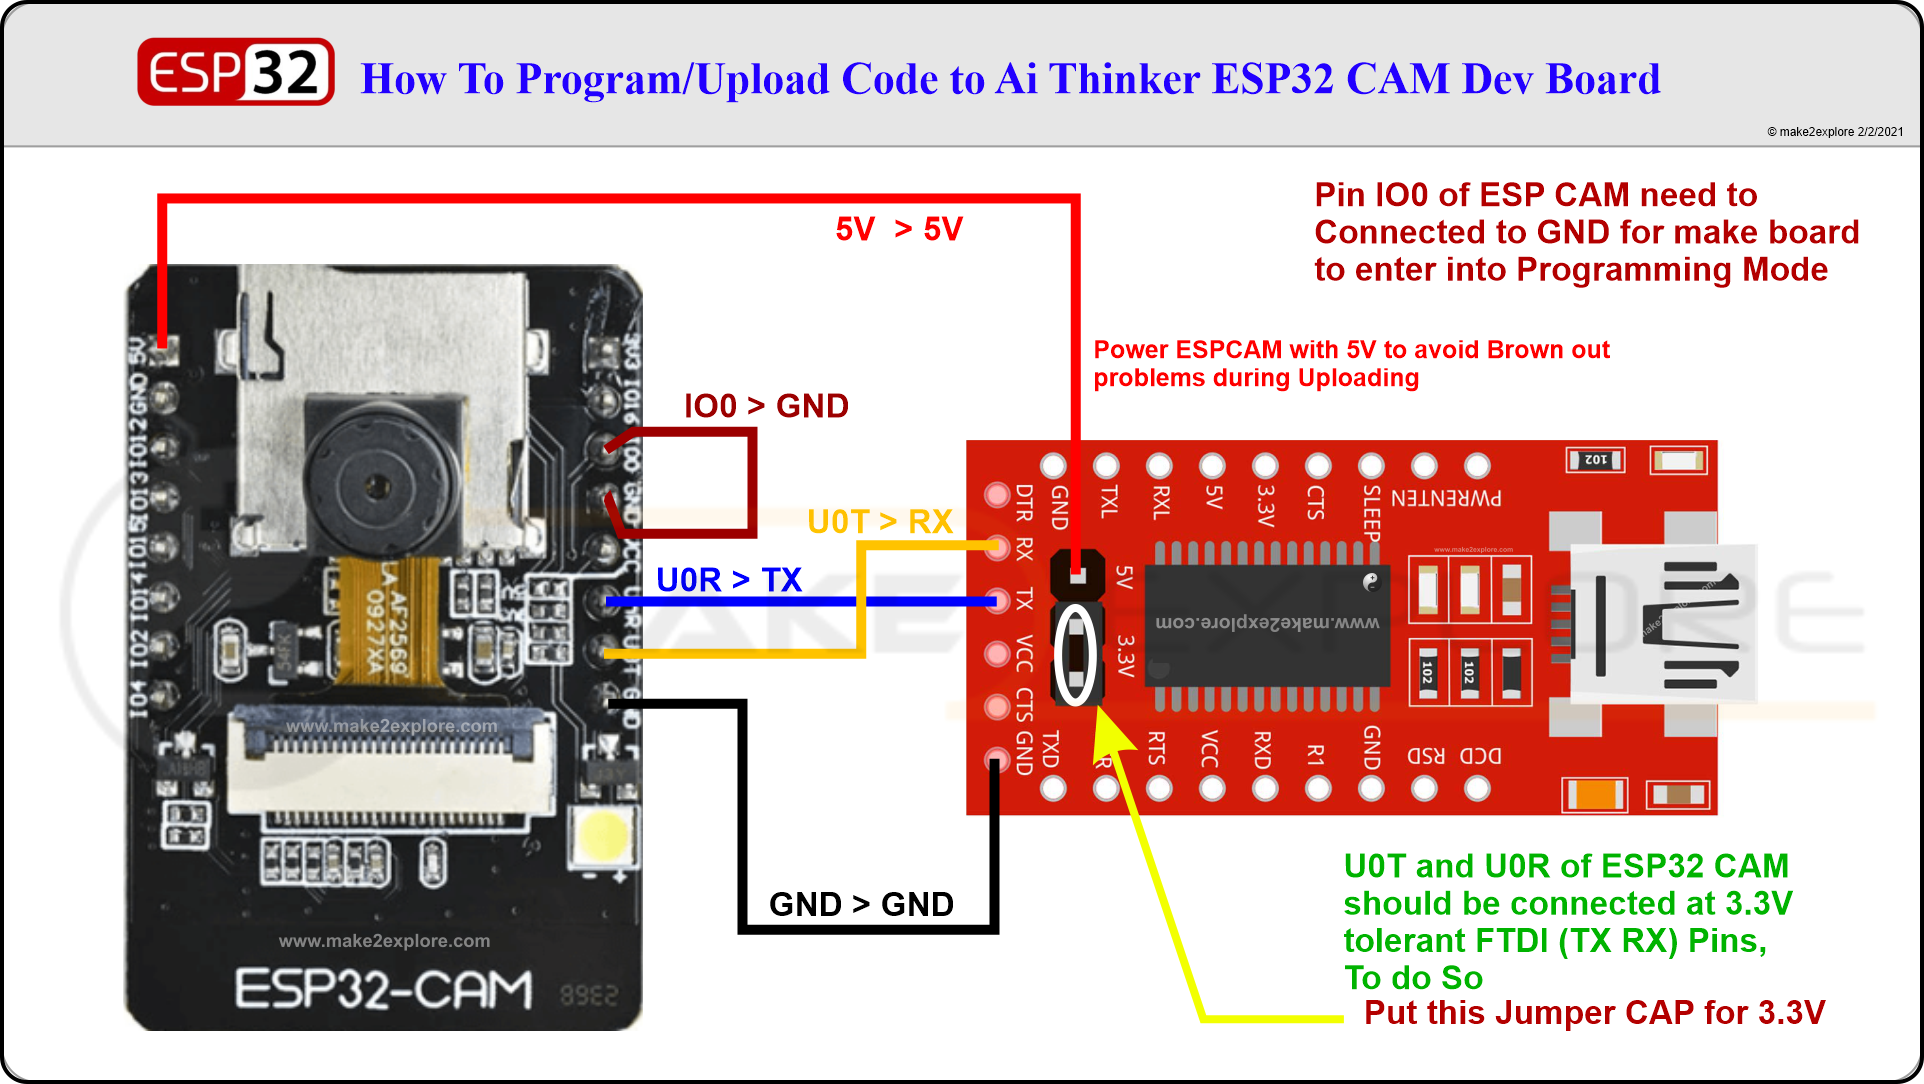 ESP32
How To Program/Upload Code to Ai Thinker ESP32 CAM Dev Board
© make2explore 2/2/2021
Pin IO0 of ESP CAM need to
Connected to GND for make board
to enter into Programming Mode
5V > 5V
Power ESPCAM with 5V to avoid Brown out
problems during Uploading
IO0 > GND
U0T > RX
U0R > TX
GND > GND
5V
GND
IO12
IO13
IO15
IO14
IO2
IO4
3V3
IO16
IO0
GND
AF2569
0927XA
www.make2explore.com
www.make2explore.com
ESP32-CAM
DTR
RX
TX
VCC
CTS
GND
GND
TXL
RXL
5V
3.3V
CTS
SLEEP
PWRENTEN
5V
3.3V
www.make2explore.com
www.make2explore.com
102
102
102
TXD
RTS
VCC
RXD
R1
GND
RSD
DCD
MAKE2EXPLORE
U0T and U0R of ESP32 CAM
should be connected at 3.3V
tolerant FTDI (TX RX) Pins,
To do So
Put this Jumper CAP for 3.3V